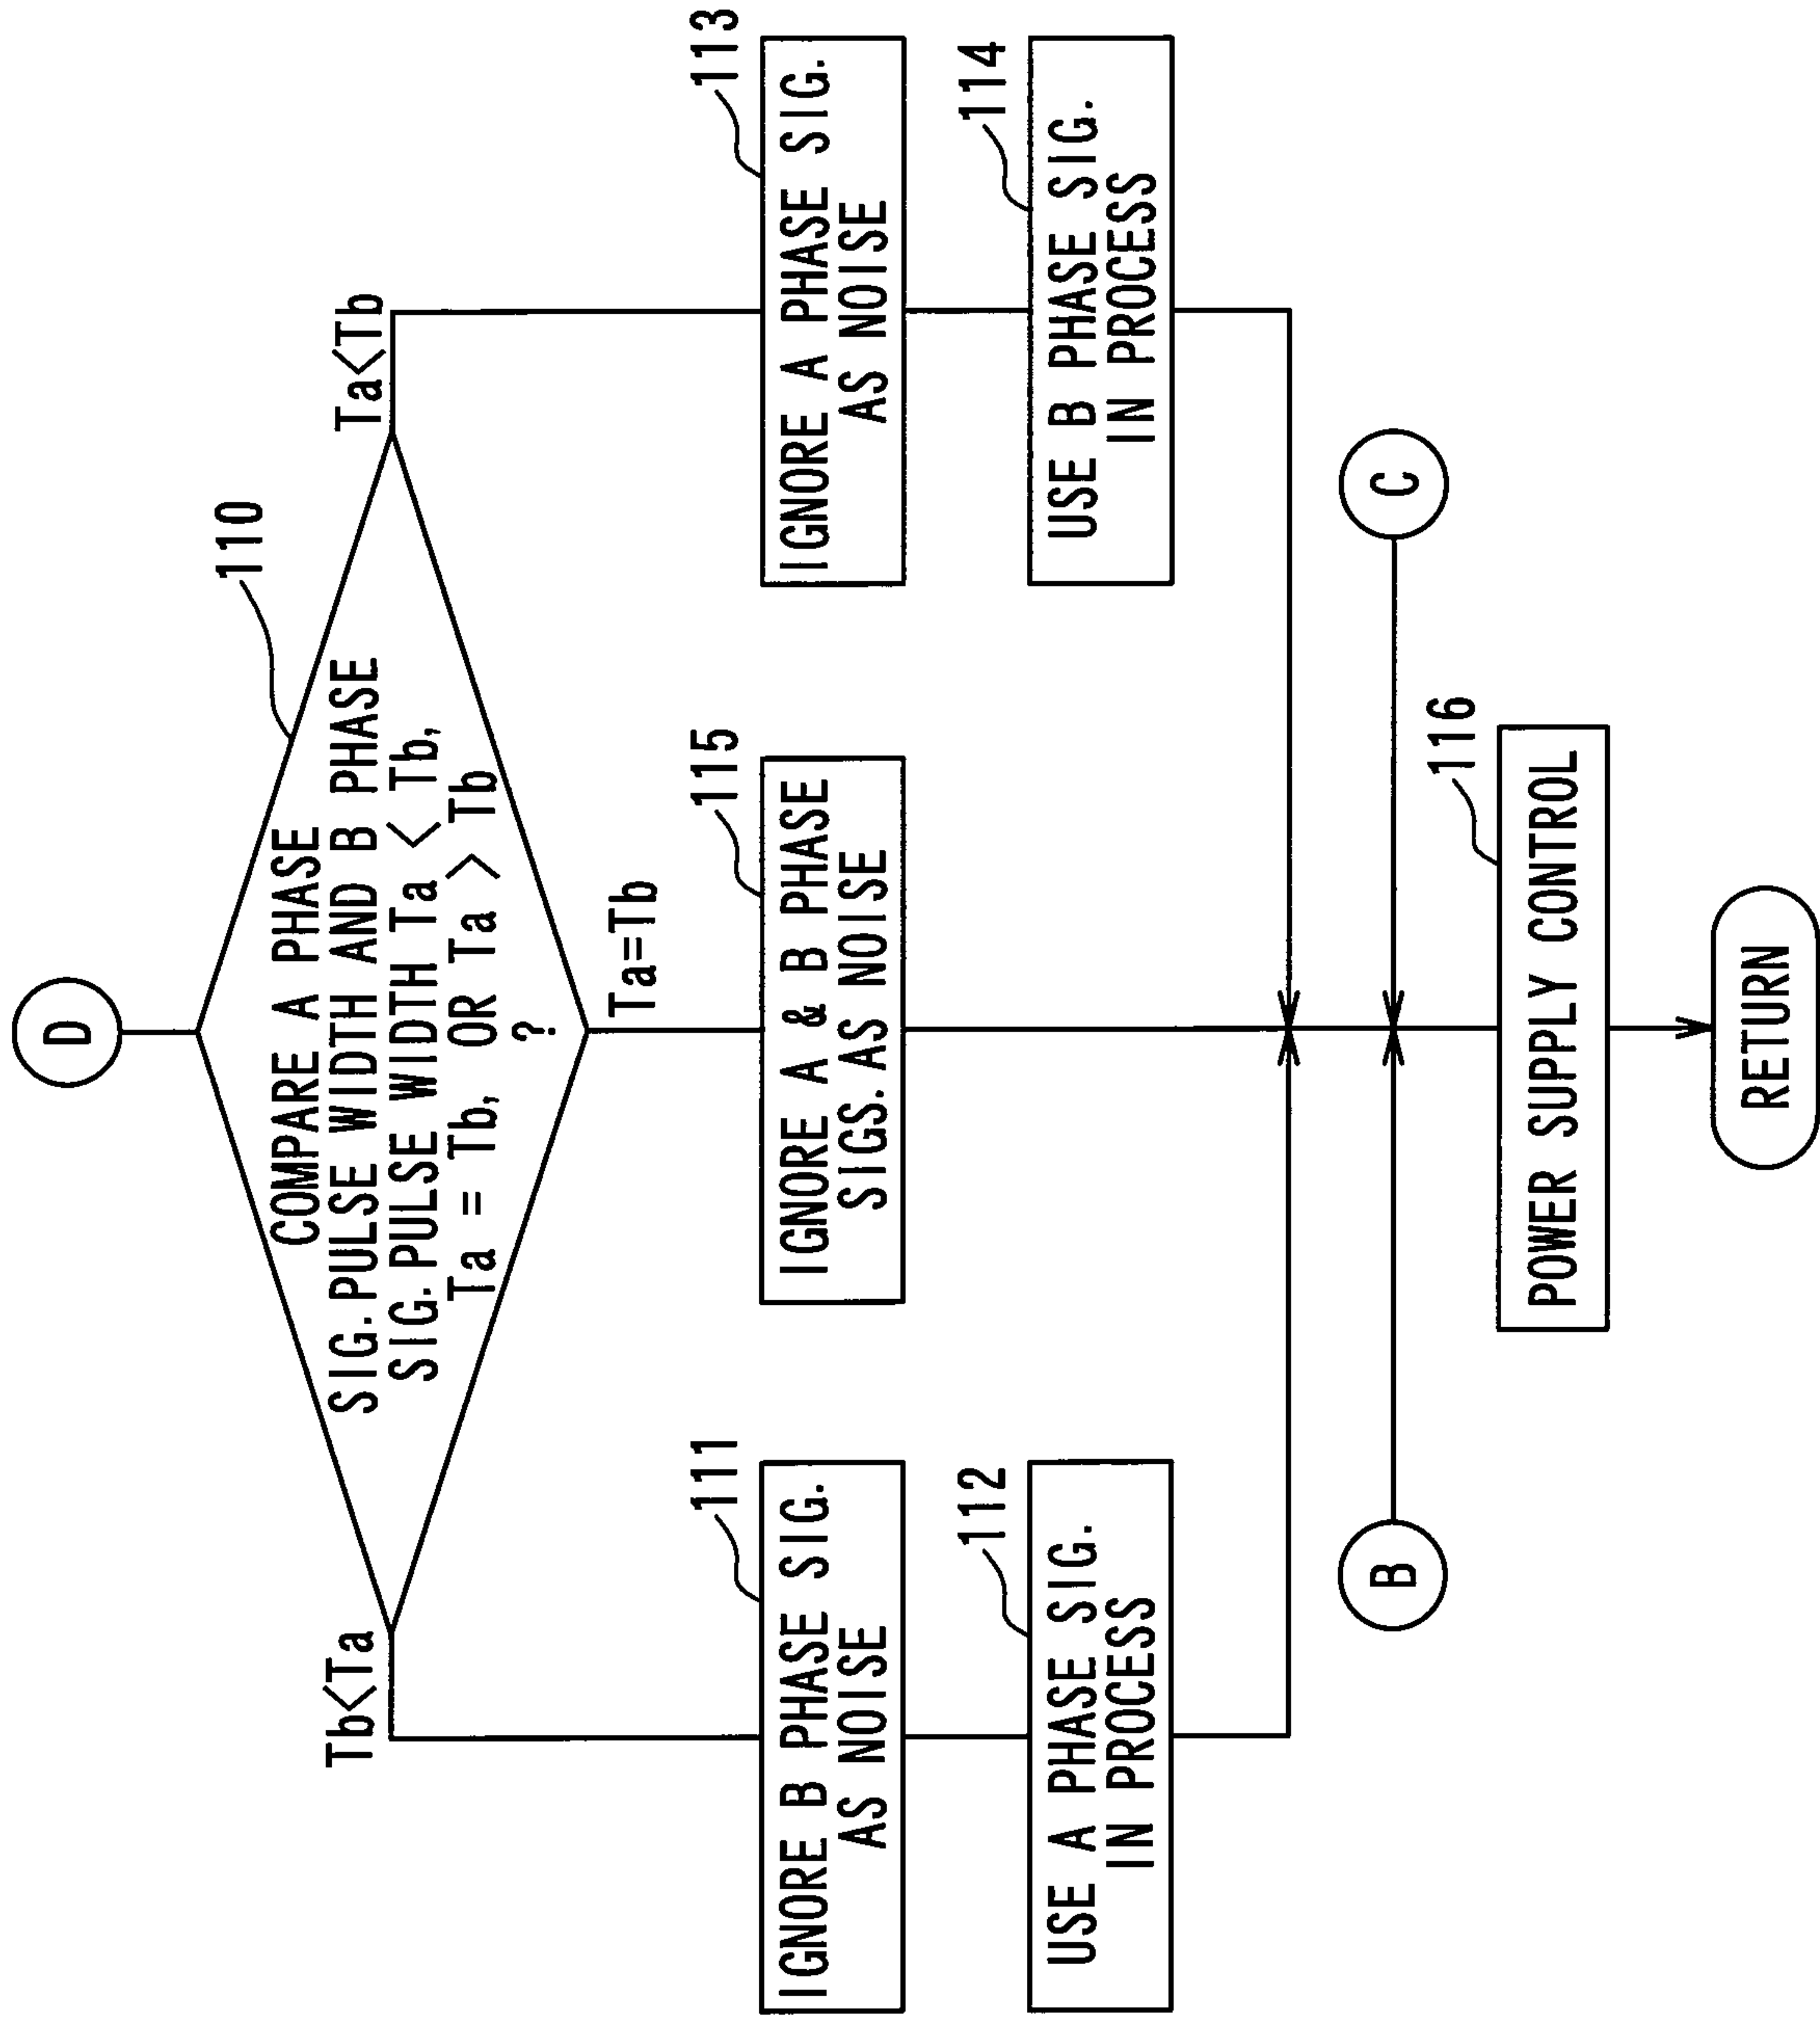 D
110
COMPARE A PHASE
SIG. PULSE WIDTH AND B PHASE
SIG. PULSE WIDTH Ta < Tb,
Ta = Tb, OR Ta > Tb
?
Tb<Ta
Ta=Tb
Ta<Tb
111
IGNORE B PHASE SIG.
AS NOISE
115
IGNORE A & B PHASE
SIGS. AS NOISE
113
IGNORE A PHASE SIG.
AS NOISE
112
USE A PHASE SIG.
IN PROCESS
114
USE B PHASE SIG.
IN PROCESS
B
C
116
POWER SUPPLY CONTROL
RETURN